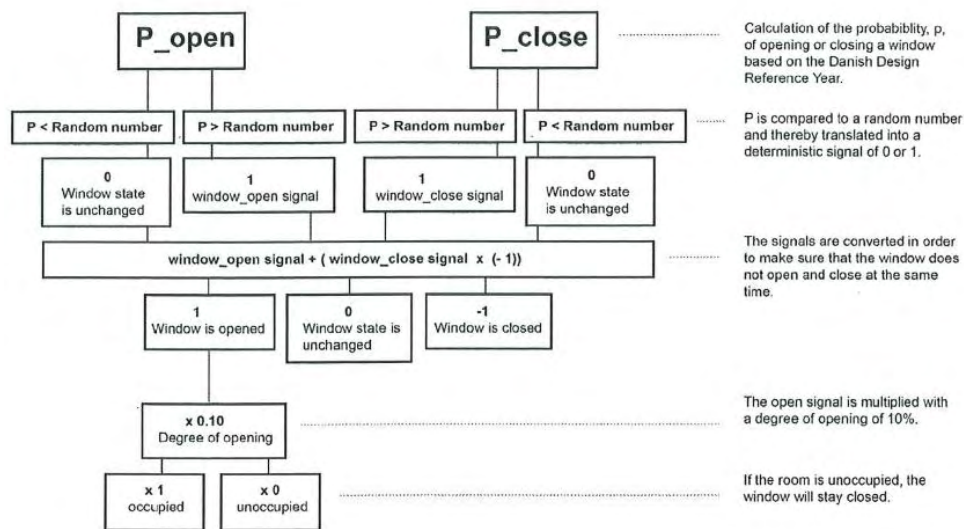 P_open
P_close
Calculation of the probabiblity, p,
of opening or closing a window
based on the Danish Design
Reference Year.
P < Random number
P > Random number
P > Random number
P < Random number
P is compared to a random number
and thereby translated into a
deterministic signal of 0 or 1.
0
Window state
is unchanged
1
window_open signal
1
window_close signal
0
Window state
is unchanged
window_open signal + ( window_close signal x (- 1))
The signals are converted in order
to make sure that the window does
not open and close at the same
time.
1
Window is opened
0
Window state is
unchanged
-1
Window is closed
x 0.10
Degree of opening
The open signal is multiplied with
a degree of opening of 10%.
x 1
occupied
x 0
unoccupied
If the room is unoccupied, the
window will stay closed.